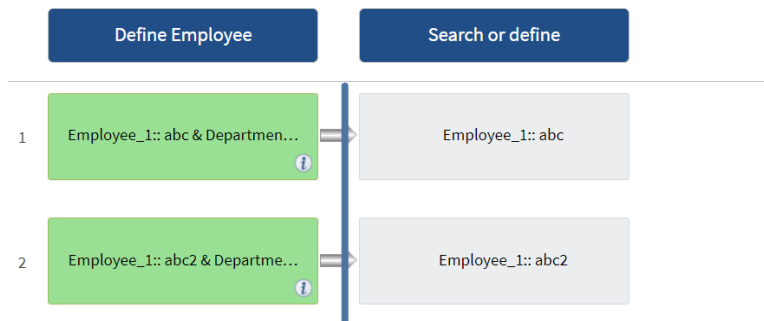 Define Employee
Search or define
1
Employee_1:: abc & Departmen...
i
Employee_1:: abc
2
Employee_1:: abc2 & Departme...
i
Employee_1:: abc2